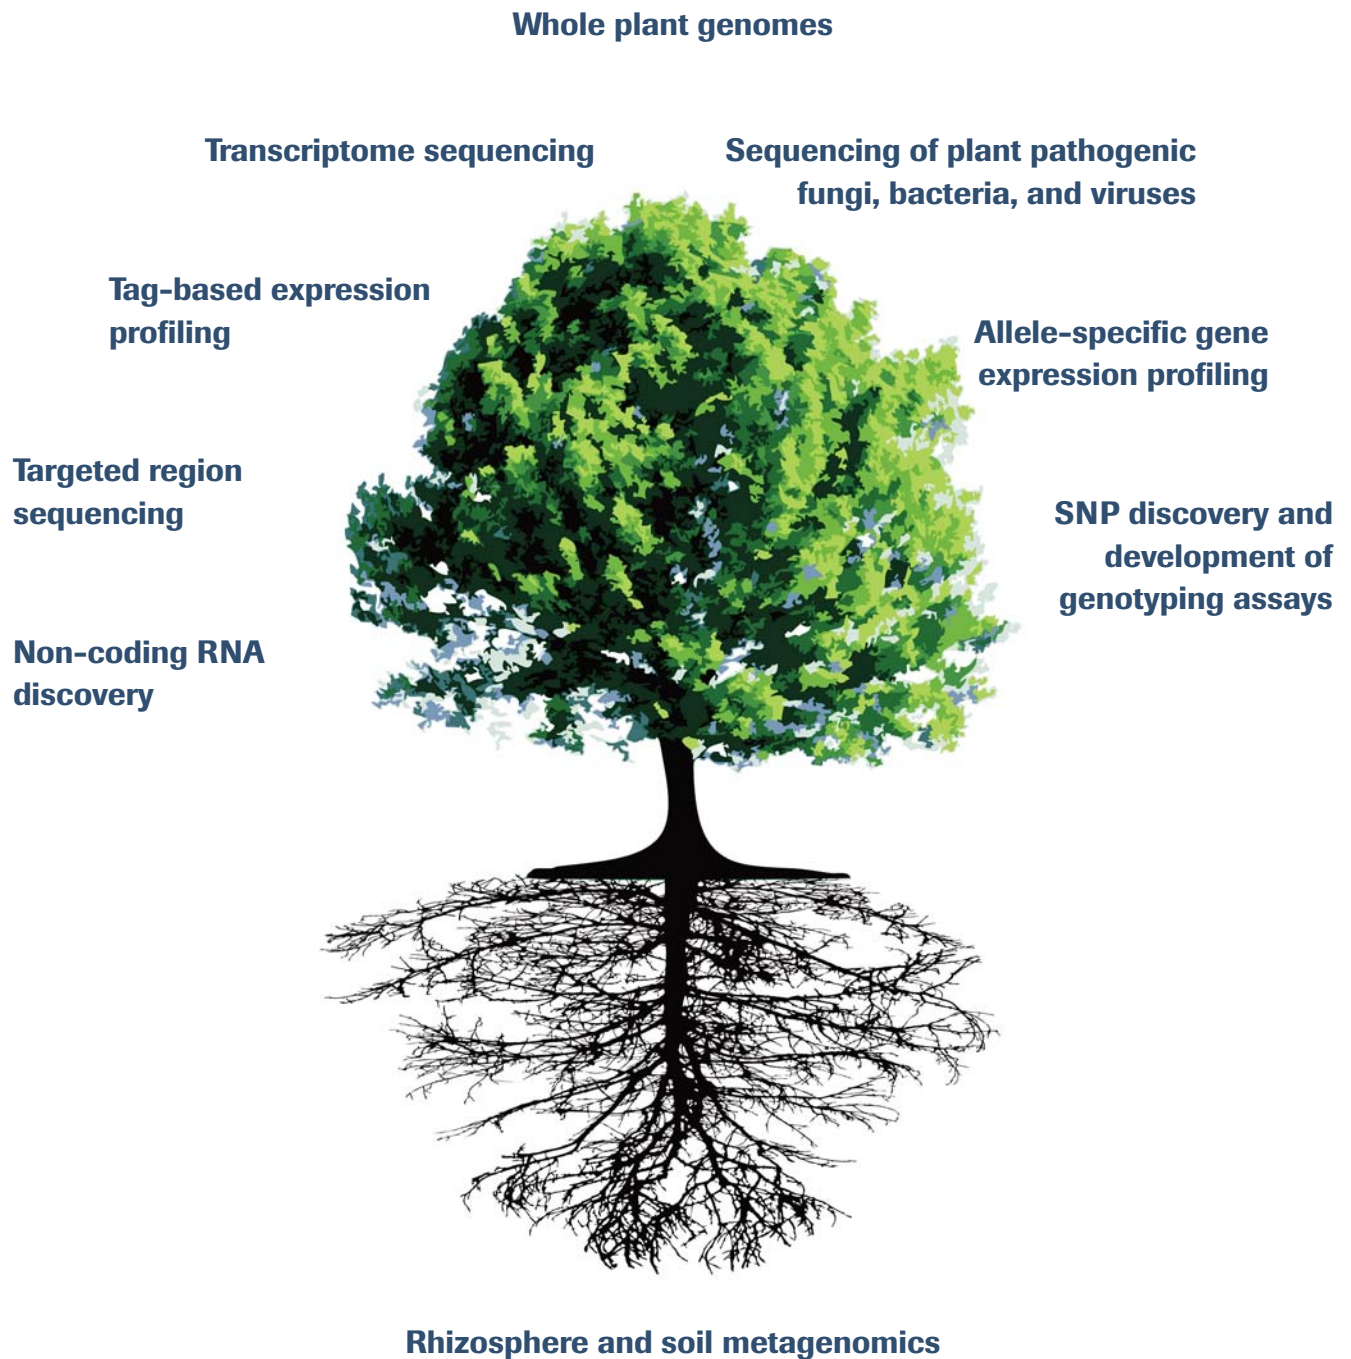 Whole plant genomes
Transcriptome sequencing
Sequencing of plant pathogenic
fungi, bacteria, and viruses
Tag-based expression
profiling
Allele-specific gene
expression profiling
Targeted region
sequencing
SNP discovery and
development of
genotyping assays
Non-coding RNA
discovery
Rhizosphere and soil metagenomics